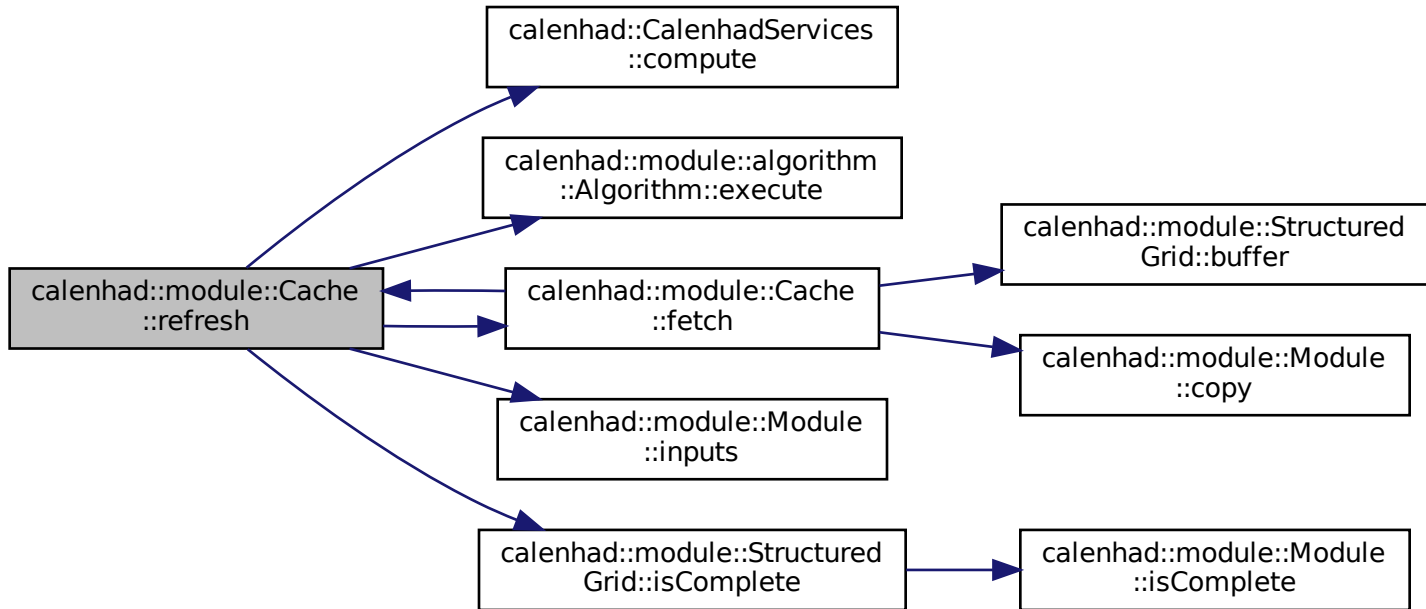 calenhad::CalenhadServices
::compute
calenhad::module::algorithm
::Algorithm::execute
calenhad::module::Structured
Grid::buffer
calenhad::module::Cache
::refresh
calenhad::module::Cache
::fetch
calenhad::module::Module
::copy
calenhad::module::Module
::inputs
calenhad::module::Structured
Grid::isComplete
calenhad::module::Module
::isComplete